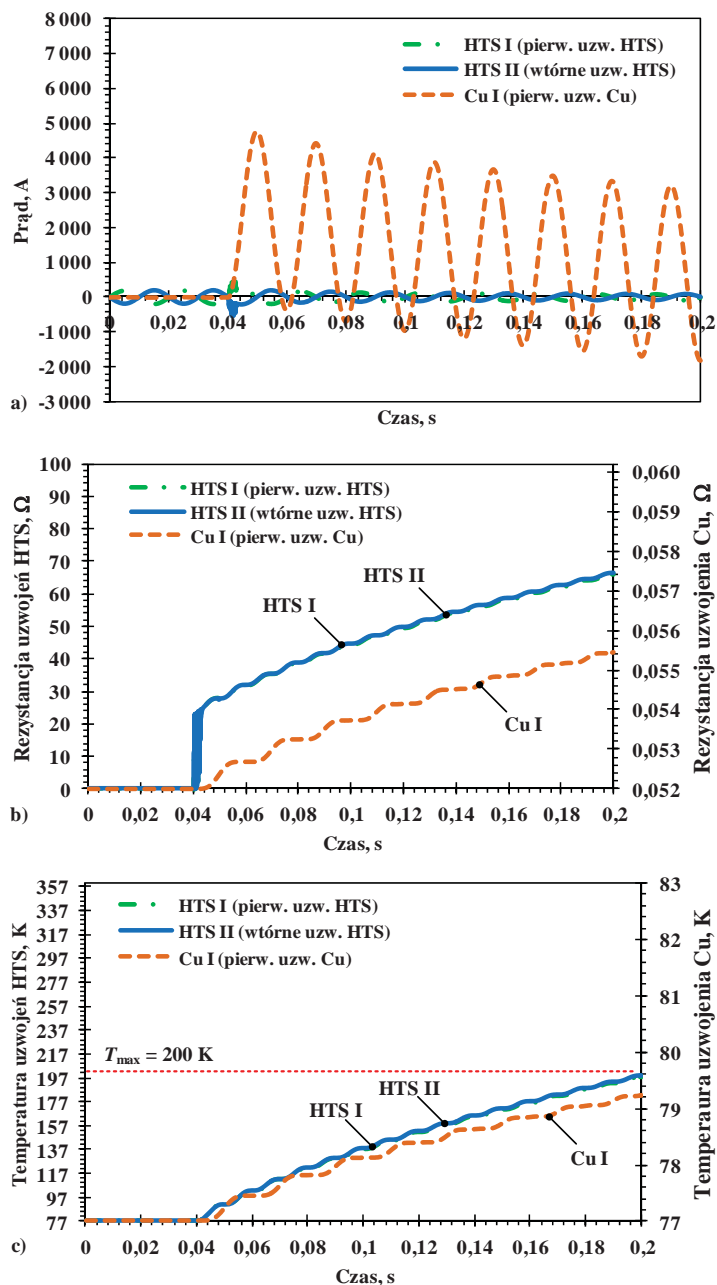 8 000
7 000
6 000
5 000
4 000
3 000
2 000
1 000
0
-1 000
-2 000
-3 000
Prąd, A
HTS I (pierw. uzw. HTS)
HTS II (wtórne uzw. HTS)
Cu I (pierw. uzw. Cu)
0 0,02 0,04 0,06 0,08 0,1 0,12 0,14 0,16 0,18 0,2
Czas, s
a)
100
90
80
70
60
50
40
30
20
10
0
Rezystancja uzwojeń HTS, Ω
HTS I (pierw. uzw. HTS)
HTS II (wtórne uzw. HTS)
Cu I (pierw. uzw. Cu)
HTS I
HTS II
Cu I
0,060
0,059
0,058
0,057
0,056
0,055
0,054
0,053
0,052
Rezystancja uzwojenia Cu, Ω
0 0,02 0,04 0,06 0,08 0,1 0,12 0,14 0,16 0,18 0,2
Czas, s
b)
357
337
317
297
277
257
237
217
197
177
157
137
117
97
77
Temperatura uzwojeń HTS, K
HTS I (pierw. uzw. HTS)
HTS II (wtórne uzw. HTS)
Cu I (pierw. uzw. Cu)
Tmax = 200 K
HTS I
HTS II
Cu I
83
82
81
80
79
78
77
Temperaura uzwojenia Cu, K
0 0,02 0,04 0,06 0,08 0,1 0,12 0,14 0,16 0,18 0,2
Czas, s
c)